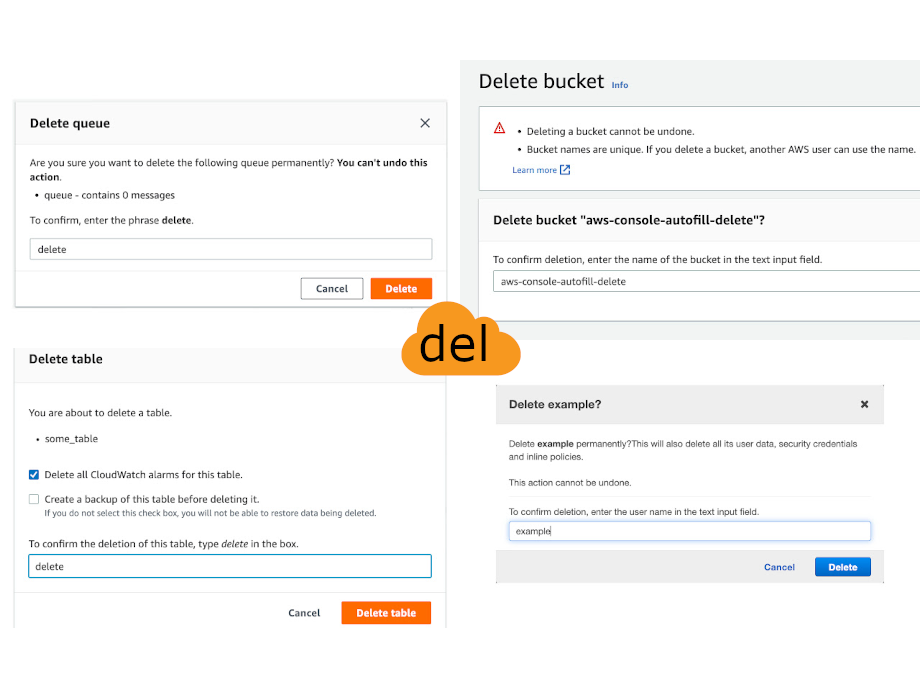 Delete queue
Are you sure you want to delete the following queue permanently? You can't undo this
action.
• queue - contains 0 messages
To confirm, enter the phrase delete.
delete
Cancel
Delete
Delete bucket Info
• Deleting a bucket cannot be undone.
• Bucket names are unique. If you delete a bucket, another AWS user can use the name.
Learn more
Delete bucket "aws-console-autofill-delete"?
To confirm deletion, enter the name of the bucket in the text input field.
aws-console-autofill-delete
del
Delete table
You are about to delete a table.
• some_table
Delete all CloudWatch alarms for this table.
Create a backup of this table before deleting it.
If you do not select this check box, you will not be able to restore data being deleted.
To confirm the deletion of this table, type delete in the box.
delete
Cancel
Delete table
Delete example?
Delete example permanently?This will also delete all its user data, security credentials
and inline policies.
This action cannot be undone.
To confirm deletion, enter the user name in the text input field.
example
Cancel
Delete